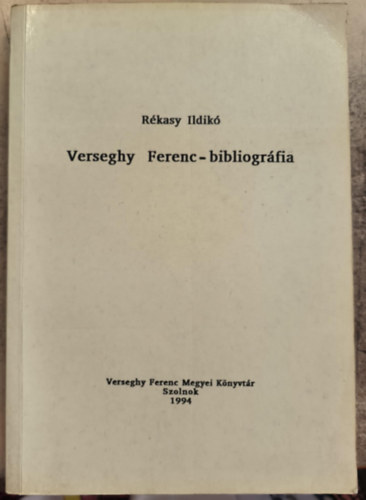 Rékasy Ildikó
Verseghy Ferenc-bibliográfia
Verseghy Ferenc Megyei Könyvtár
Szolnok
1994